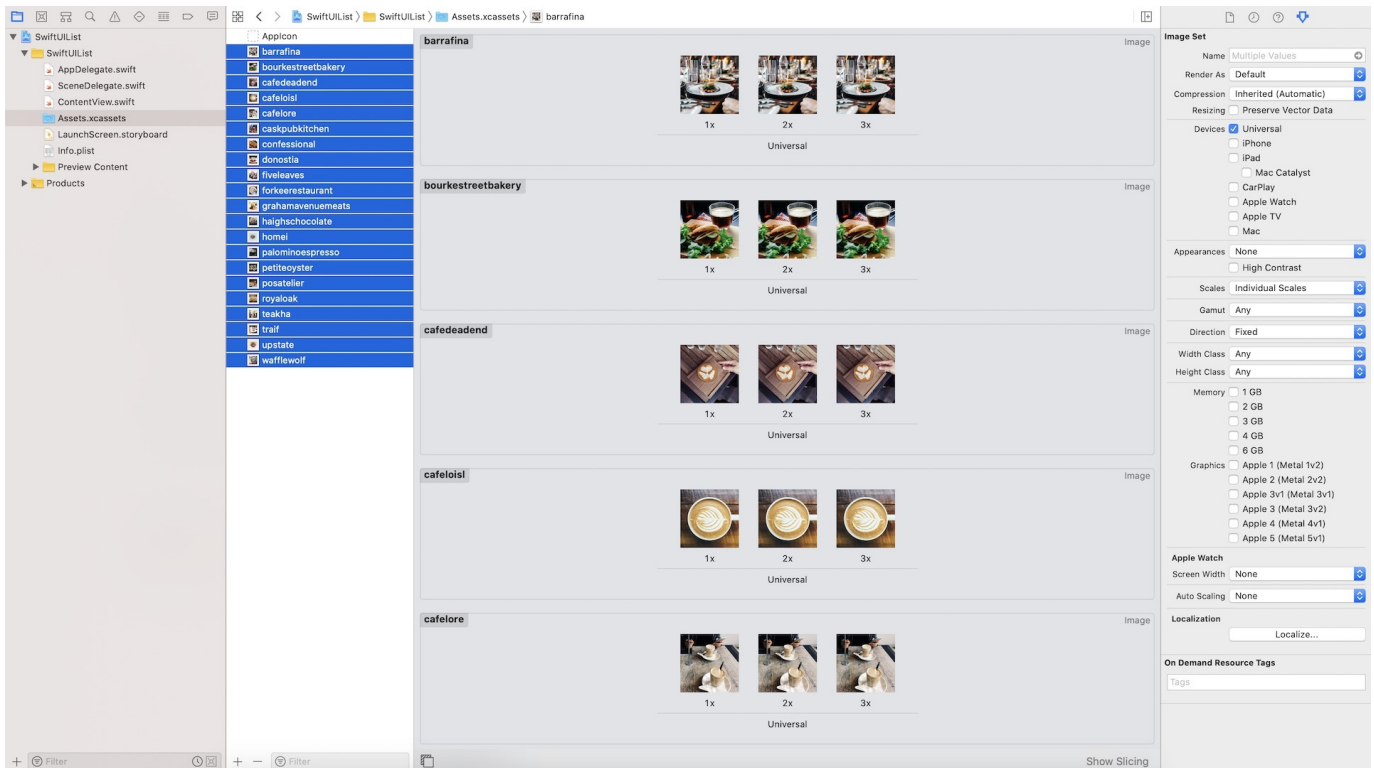 SwiftUIList
SwiftUIList
AppDelegate.swift
SceneDelegate.swift
ContentView.swift
Assets.xcassets
LaunchScreen.storyboard
Info.plist
Preview Content
Products
Filter
SwiftUIList SwiftUIList Assets.xcassets barrafina
AppIcon
barrafina
bourkestreetbakery
cafedeadend
cafeloisl
cafelore
caskpubkitchen
confessional
donostia
fiveleaves
forkeerestaurant
grahamavenuemeats
haighschocolate
homei
palominoespresso
petiteoyster
posatelier
royaloak
teakha
traif
upstate
wafflewolf
Filter
barrafina Image
1x 2x 3x
Universal
bourkestreetbakery Image
1x 2x 3x
Universal
cafedeadend Image
1x 2x 3x
Universal
cafeloisl Image
1x 2x 3x
Universal
cafelore Image
1x 2x 3x
Universal
Show Slicing
Image Set
Name Multiple Values
Render As Default
Compression Inherited (Automatic)
Resizing Preserve Vector Data
Devices Universal
iPhone
iPad
Mac Catalyst
CarPlay
Apple Watch
Apple TV
Mac
Appearances None
High Contrast
Scales Individual Scales
Gamut Any
Direction Fixed
Width Class Any
Height Class Any
Memory 1 GB
2 GB
3 GB
4 GB
6 GB
Graphics Apple 1 (Metal 1v2)
Apple 2 (Metal 2v2)
Apple 3v1 (Metal 3v1)
Apple 3 (Metal 3v2)
Apple 4 (Metal 4v1)
Apple 5 (Metal 5v1)
Apple Watch
Screen Width None
Auto Scaling None
Localization
Localize...
On Demand Resource Tags
Tags